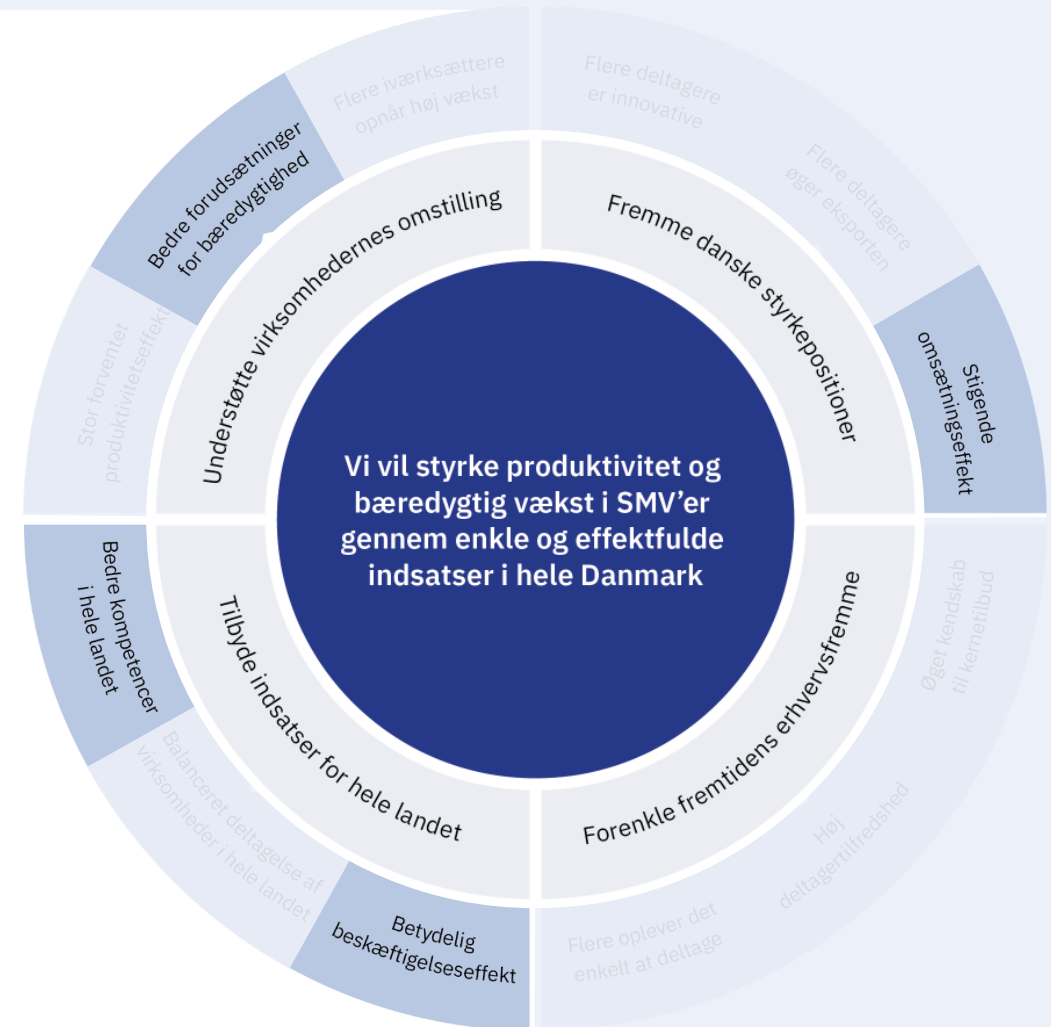 Flere iværksættere
opnår høj vækst
Flere deltagere
er innovative
Bedre forudsætninger
for bæredygtighed
Flere deltagere
øger eksporten
Understøtte virksomhedernes omstilling
Fremme danske styrkepositioner
Stor forventet
produktivitetseffekt
Stigende
omsætningseffekt
Vi vil styrke produktivitet og
bæredygtig vækst i SMV’er
gennem enkle og effektfulde
indsatser i hele Danmark
Bedre kompetencer
i hele landet
Øget kendskab
til kernetilbud
Tilbyde indsatser for hele landet
Forenkle fremtidens erhvervsfremme
Balanceret deltagelse af
virksomheder i hele landet
Høj
deltagertilfredshed
Betydelig
beskæftigelseseffekt
Flere oplever det
enkelt at deltage